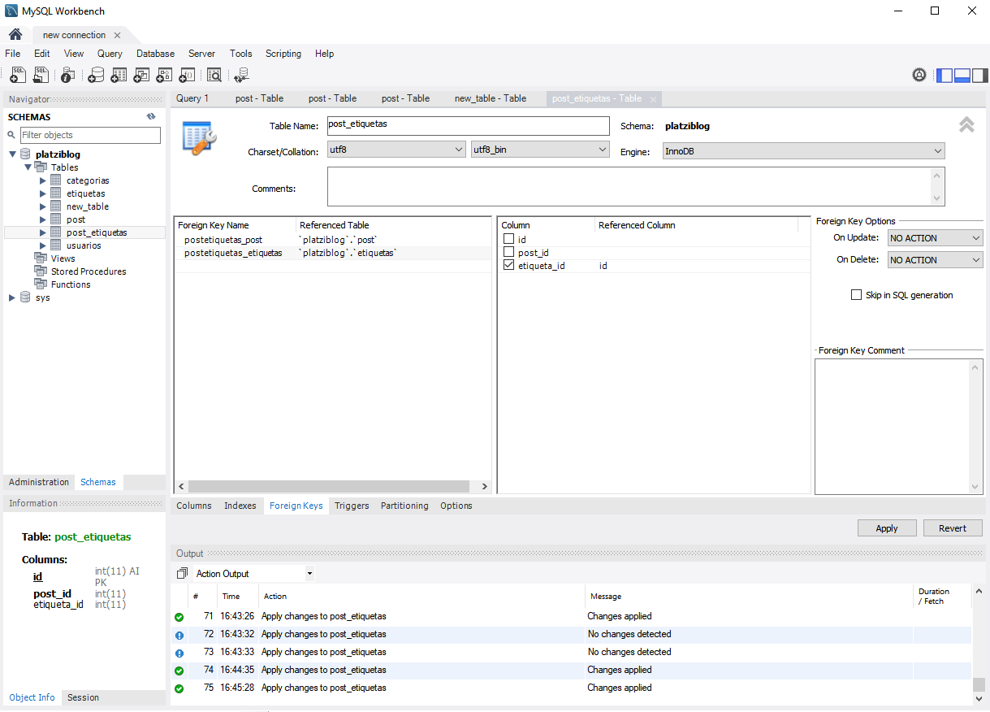 MySQL Workbench
new connection
File Edit View Query Database Server Tools Scripting Help
Navigator
SCHEMAS
Filter objects
platziblog
Tables
categorias
etiquetas
new_table
post
post_etiquetas
usuarios
Views
Stored Procedures
Functions
sys
Administration Schemas
Information
Table: post_etiquetas
Columns:
id int(11) AI
PK
post_id int(11)
etiqueta_id int(11)
Object Info Session
Query 1 post - Table post - Table post - Table new_table - Table post_etiquetas - Table
Table Name: post_etiquetas Schema: platziblog
Charset/Collation: utf8 utf8_bin Engine: InnoDB
Comments:
Foreign Key Name Referenced Table
postetiquetas_post `platziblog`.`post`
postetiquetas_etiquetas `platziblog`.`etiquetas`
Column Referenced Column
id
post_id
etiqueta_id id
Foreign Key Options
On Update: NO ACTION
On Delete: NO ACTION
Skip in SQL generation
Foreign Key Comment
Columns Indexes Foreign Keys Triggers Partitioning Options
Apply Revert
Output
Action Output
# Time Action Message Duration / Fetch
71 16:43:26 Apply changes to post_etiquetas Changes applied
72 16:43:32 Apply changes to post_etiquetas No changes detected
73 16:43:33 Apply changes to post_etiquetas No changes detected
74 16:44:35 Apply changes to post_etiquetas Changes applied
75 16:45:28 Apply changes to post_etiquetas Changes applied